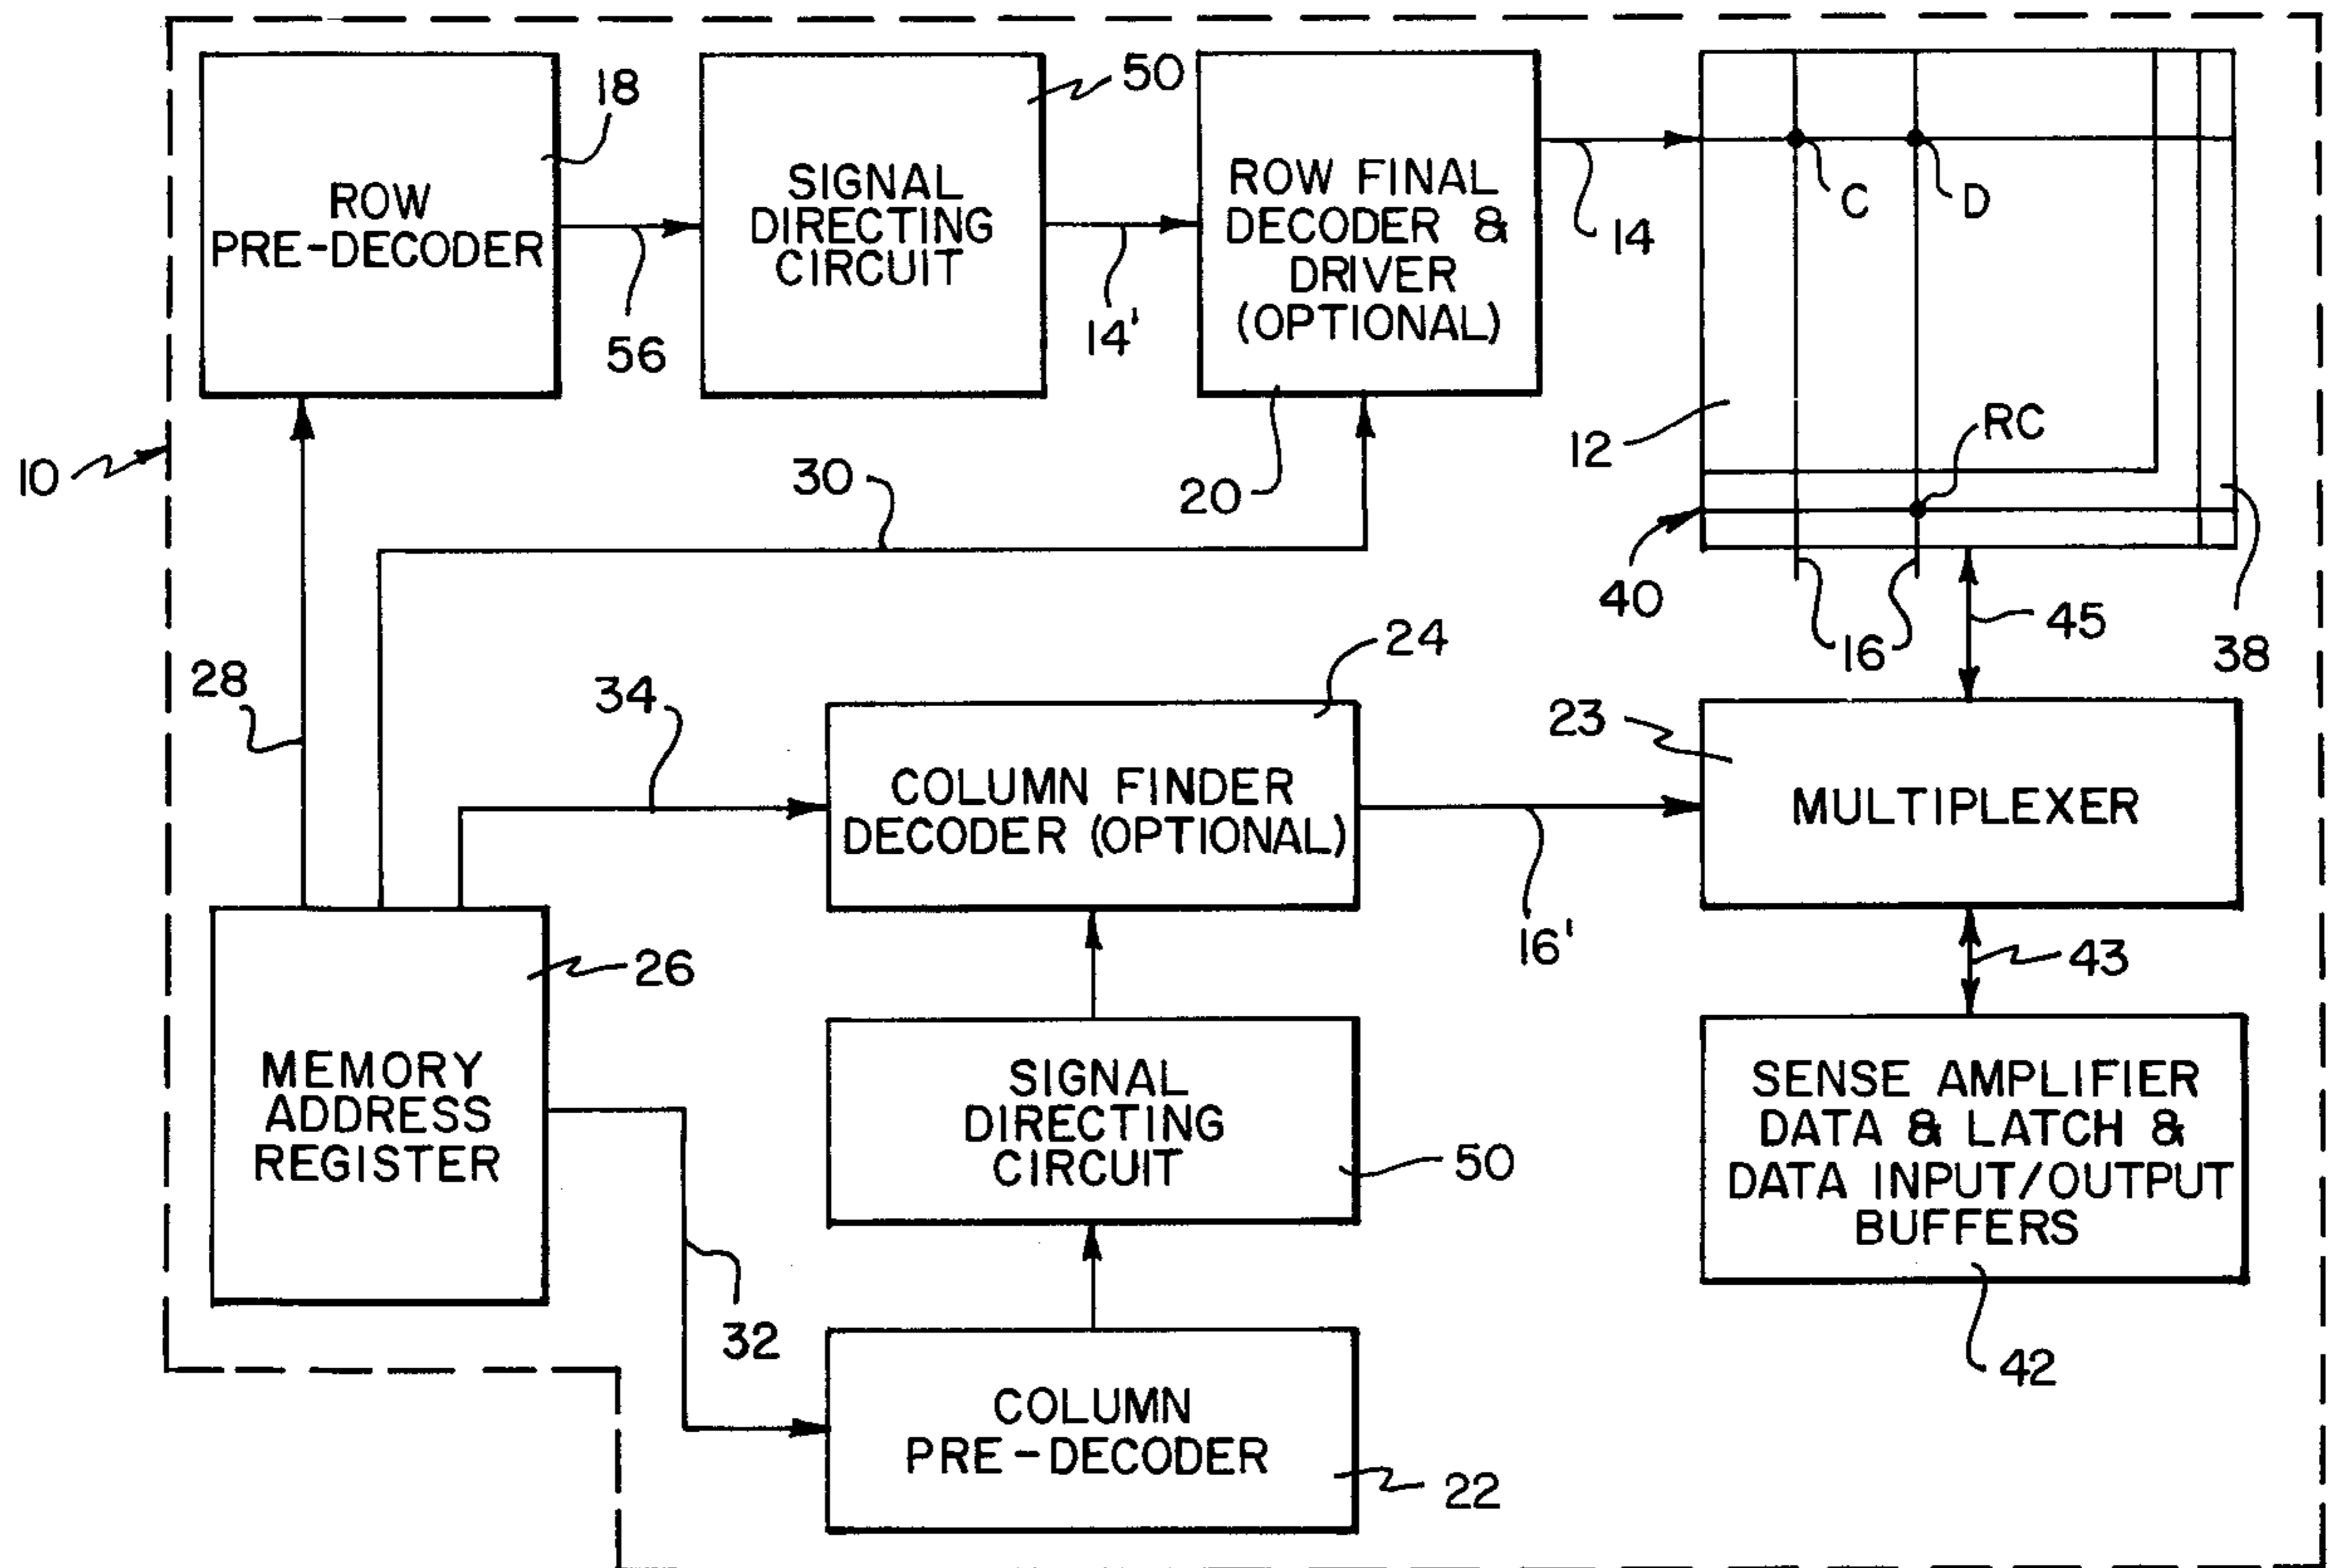 18
50
ROW
PRE-DECODER
SIGNAL
DIRECTING
CIRCUIT
ROW FINAL
DECODER &
DRIVER
(OPTIONAL)
C
D
14
56
14'
10
30
20
12
RC
40
16
45
38
28
34
24
23
COLUMN FINDER
DECODER (OPTIONAL)
MULTIPLEXER
16'
43
26
MEMORY
ADDRESS
REGISTER
SIGNAL
DIRECTING
CIRCUIT
50
SENSE AMPLIFIER
DATA & LATCH &
DATA INPUT/OUTPUT
BUFFERS
32
42
COLUMN
PRE-DECODER
22